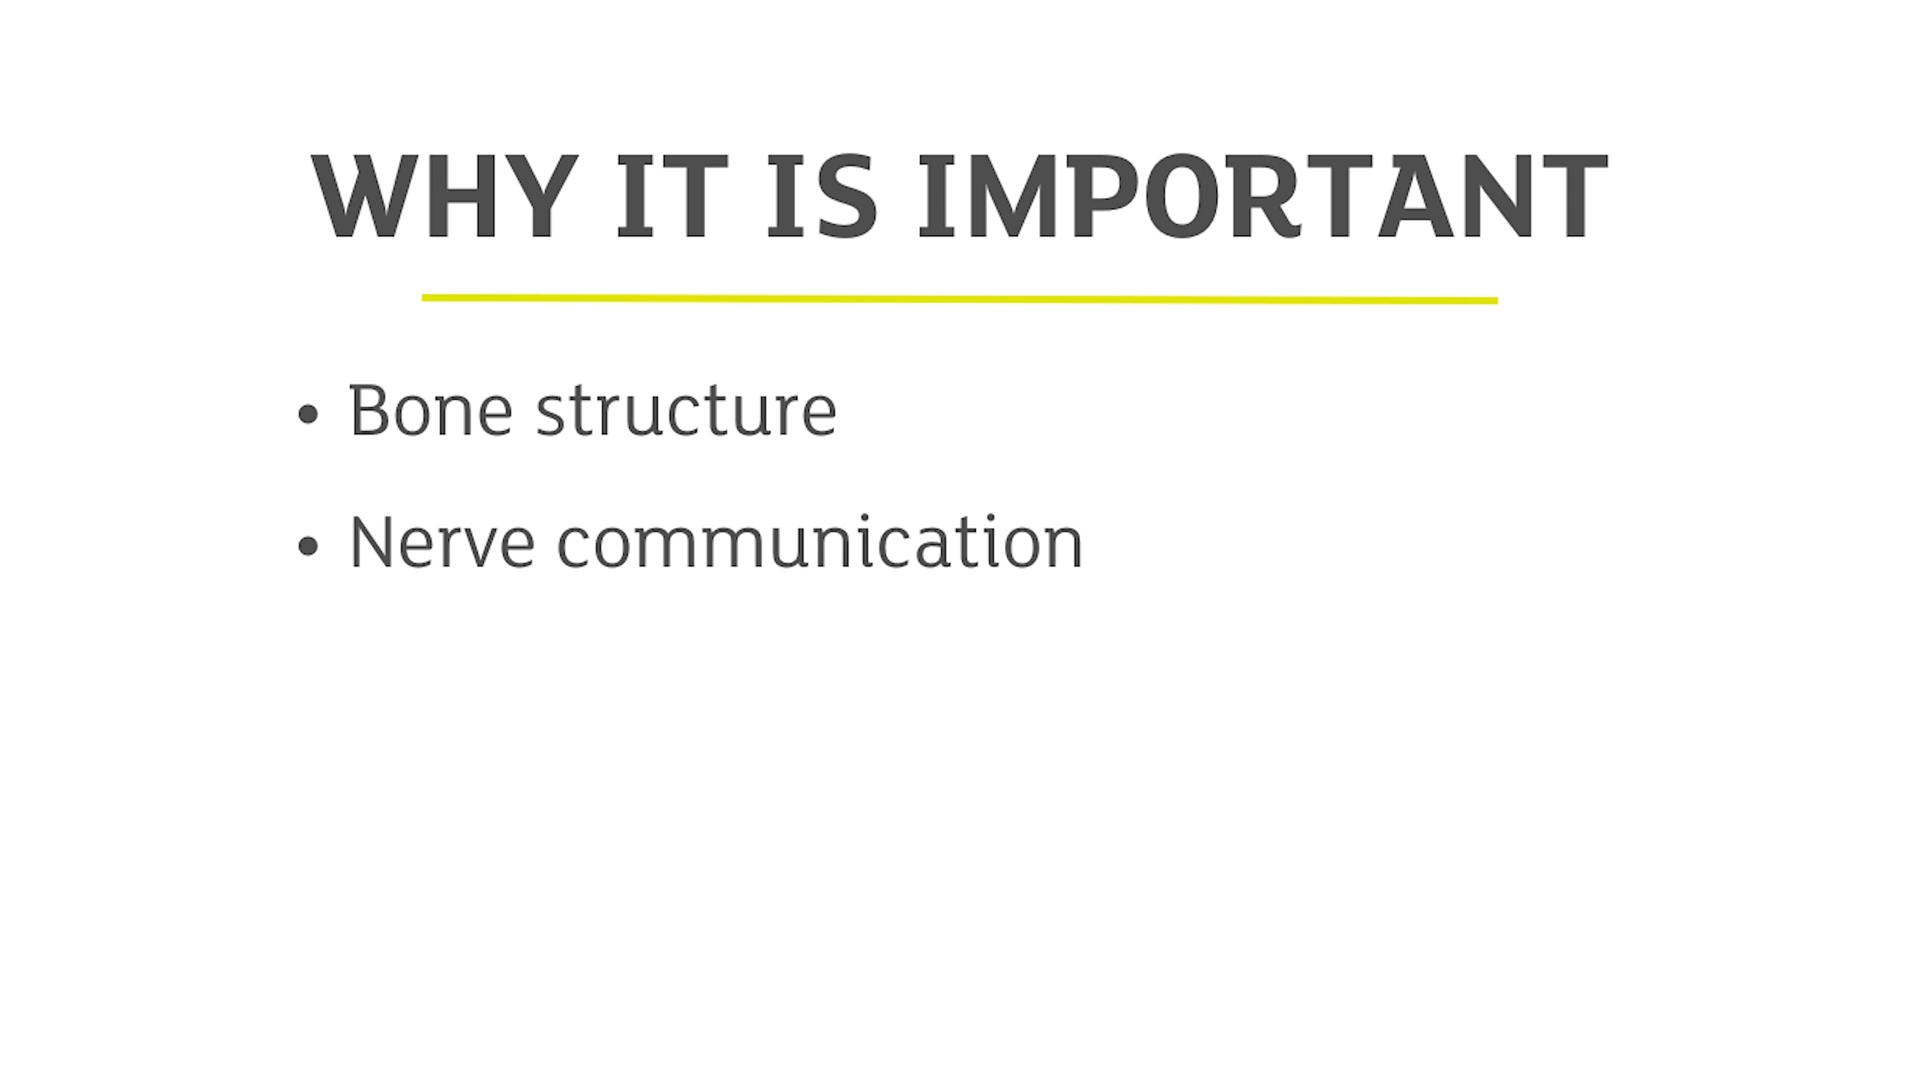 WHY IT IS IMPORTANT
• Bone structure
• Nerve communication